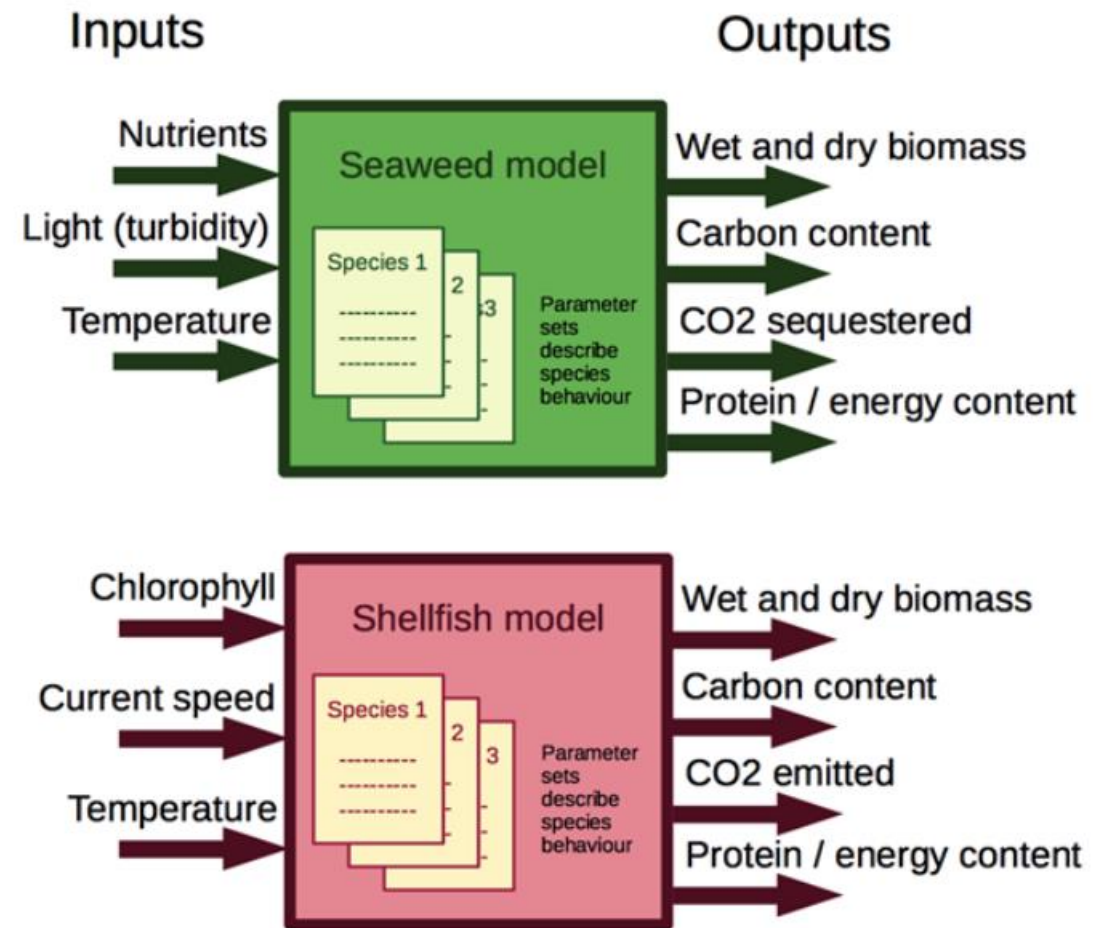 Inputs
Outputs
Nutrients
Light (turbidity)
Temperature
Seaweed model
Species 1
2
s3
Parameter
sets
describe
species
behaviour
Wet and dry biomass
Carbon content
CO2 sequestered
Protein / energy content
Chlorophyll
Current speed
Temperature
Shellfish model
Species 1
2
3
Parameter
sets
describe
species
behaviour
Wet and dry biomass
Carbon content
CO2 emitted
Protein / energy content